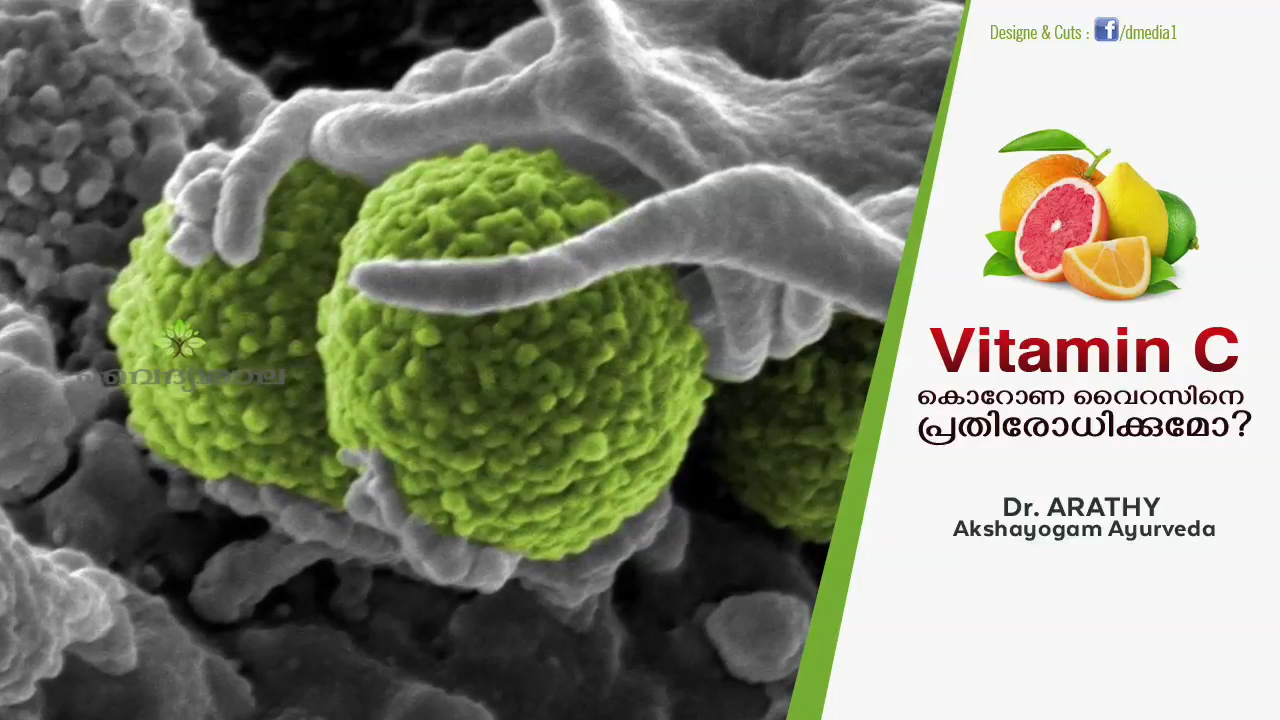 Designe & Cuts : f/dmedia1
Vitamin C
കൊറോണ വൈറസിനെ
പ്രതിരോധിക്കുമോ?
Dr. ARATHY
Akshayogam Ayurveda